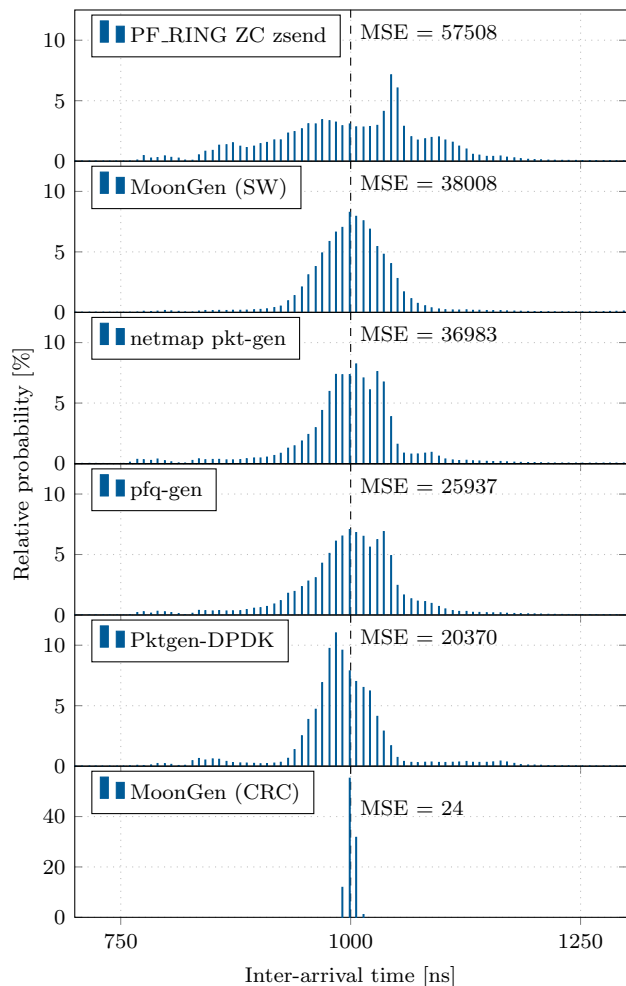 PF_RING ZC zsend
MSE = 57508
10
5
0
MoonGen (SW)
MSE = 38008
10
5
0
netmap pkt-gen
MSE = 36983
10
5
0
pfq-gen
MSE = 25937
10
5
0
Pktgen-DPDK
MSE = 20370
10
5
0
MoonGen (CRC)
MSE = 24
40
20
0
750
1000
1250
Inter-arrival time [ns]
Relative probability [%]